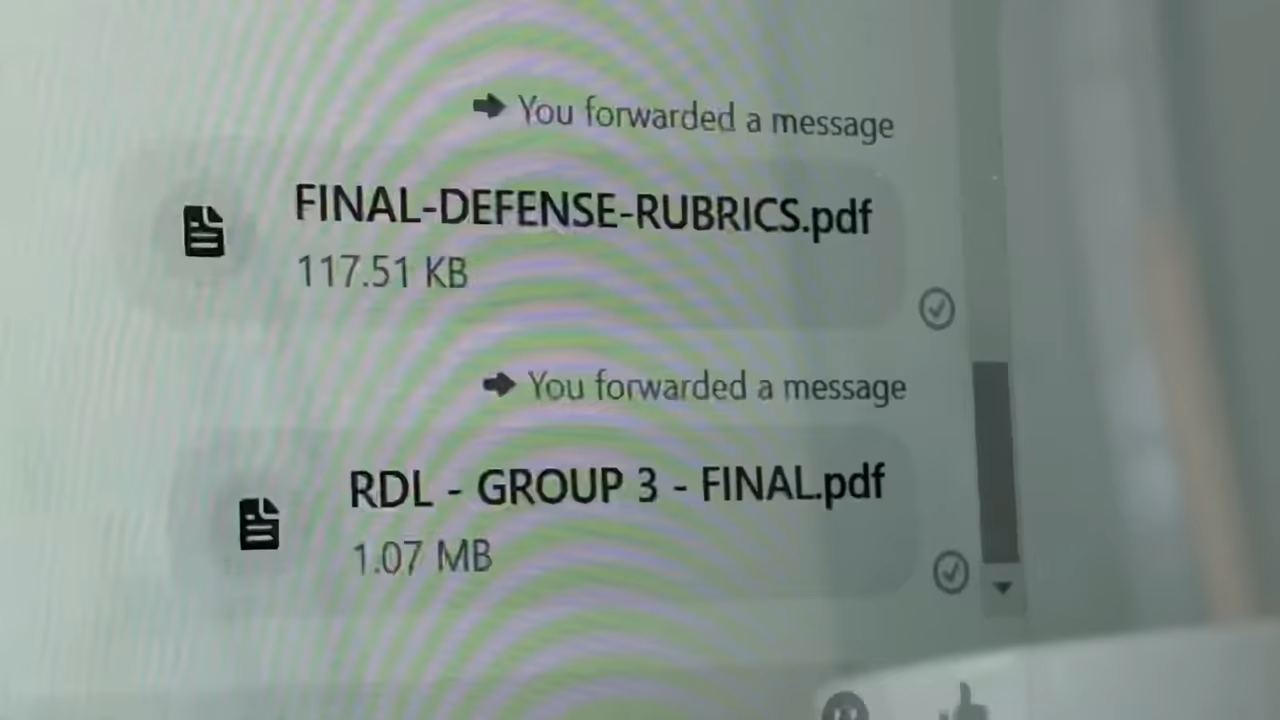 You forwarded a message
FINAL-DEFENSE-RUBRICS.pdf
117.51 KB
You forwarded a message
RDL - GROUP 3 - FINAL.pdf
1.07 MB